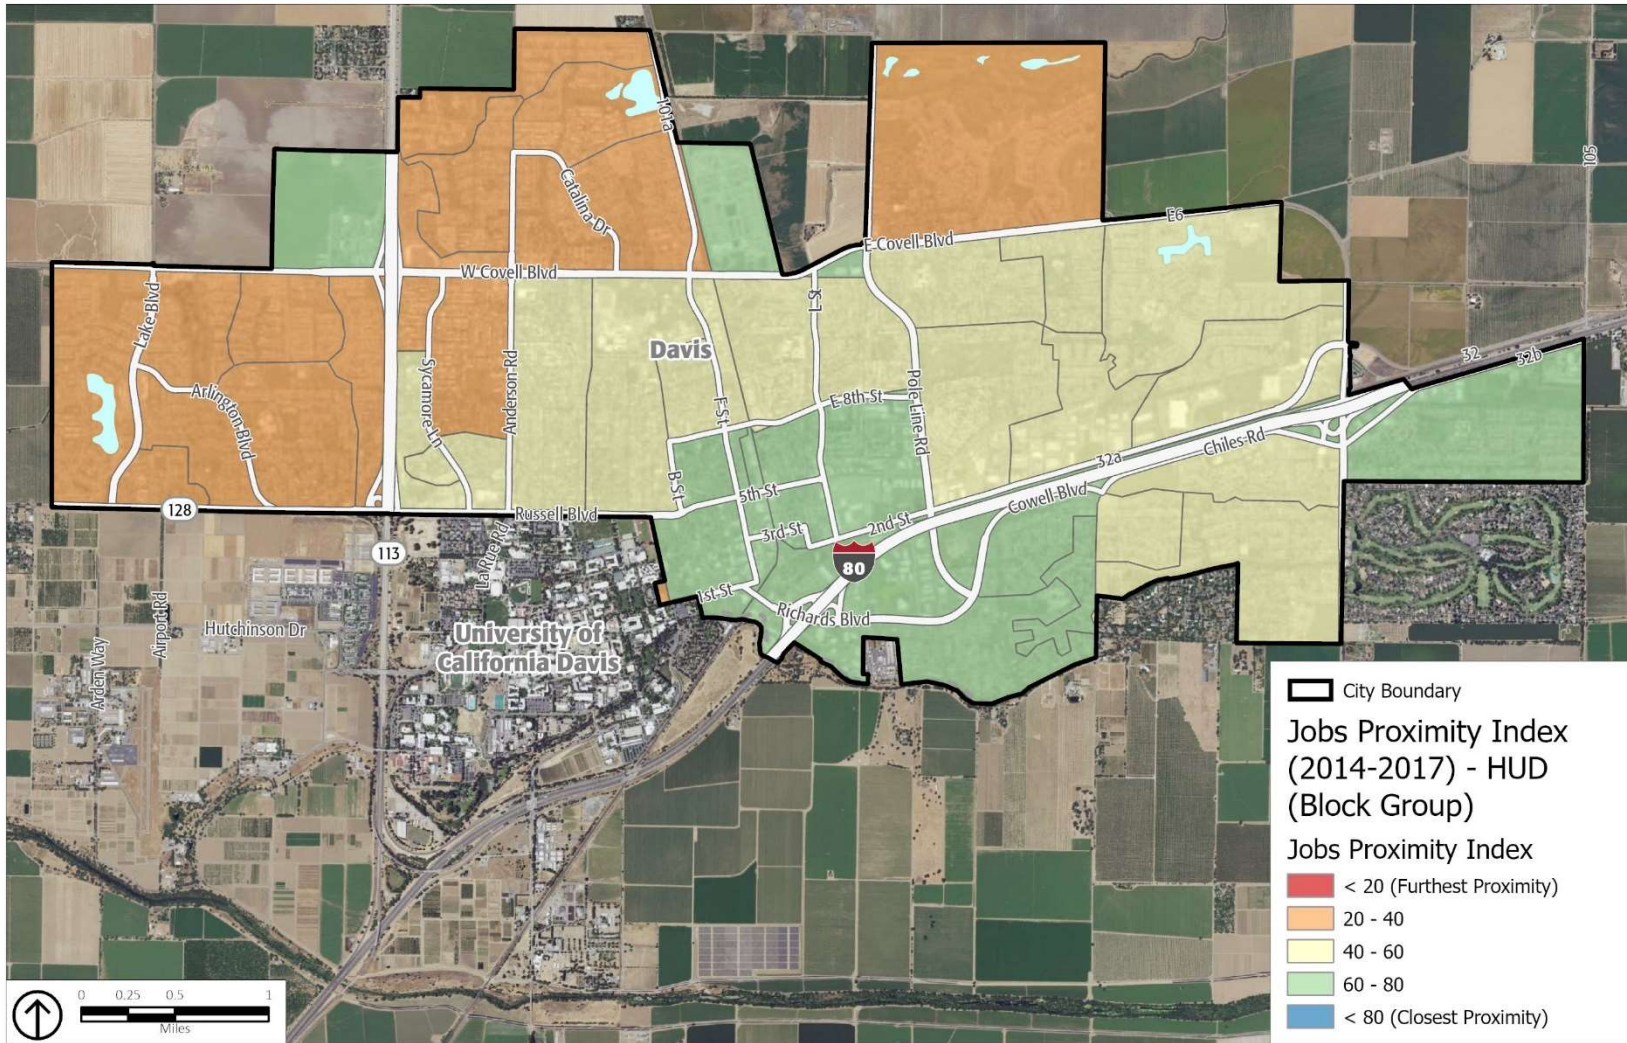 101a
105
Catalina Dr
E6
E Covell Blvd
W Covell Blvd
Lake Blvd
L St
Davis
32
32b
Sycamore Ln
Anderson Rd
Pole Line Rd
Arlington Blvd
F St
E 8th St
B St
32a
Chiles Rd
5th St
Cowell Blvd
128
Russell Blvd
3rd St
2nd St
La Rue Rd
113
80
1st St
Richards Blvd
Airport Rd
Hutchinson Dr
University of
California Davis
Arden Way
City Boundary
Jobs Proximity Index
(2014-2017) - HUD
(Block Group)
Jobs Proximity Index
< 20 (Furthest Proximity)
20 - 40
40 - 60
60 - 80
< 80 (Closest Proximity)
0 0.25 0.5 1
Miles